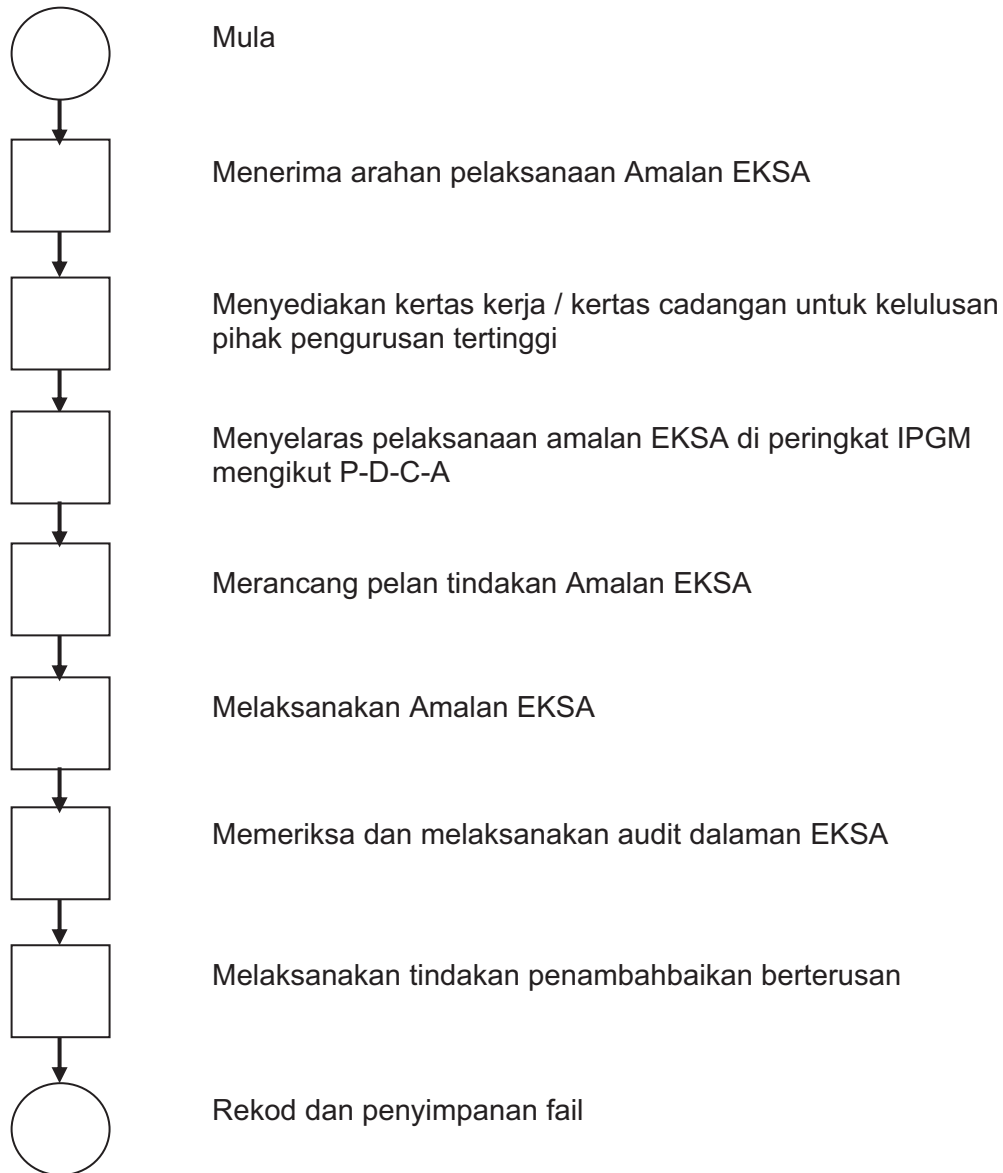 Mula
Menerima arahan pelaksanaan Amalan EKSA
Menyediakan kertas kerja / kertas cadangan untuk kelulusan
pihak pengurusan tertinggi
Menyelaras pelaksanaan amalan EKSA di peringkat IPGM
mengikut P-D-C-A
Merancang pelan tindakan Amalan EKSA
Melaksanakan Amalan EKSA
Memeriksa dan melaksanakan audit dalaman EKSA
Melaksanakan tindakan penambahbaikan berterusan
Rekod dan penyimpanan fail